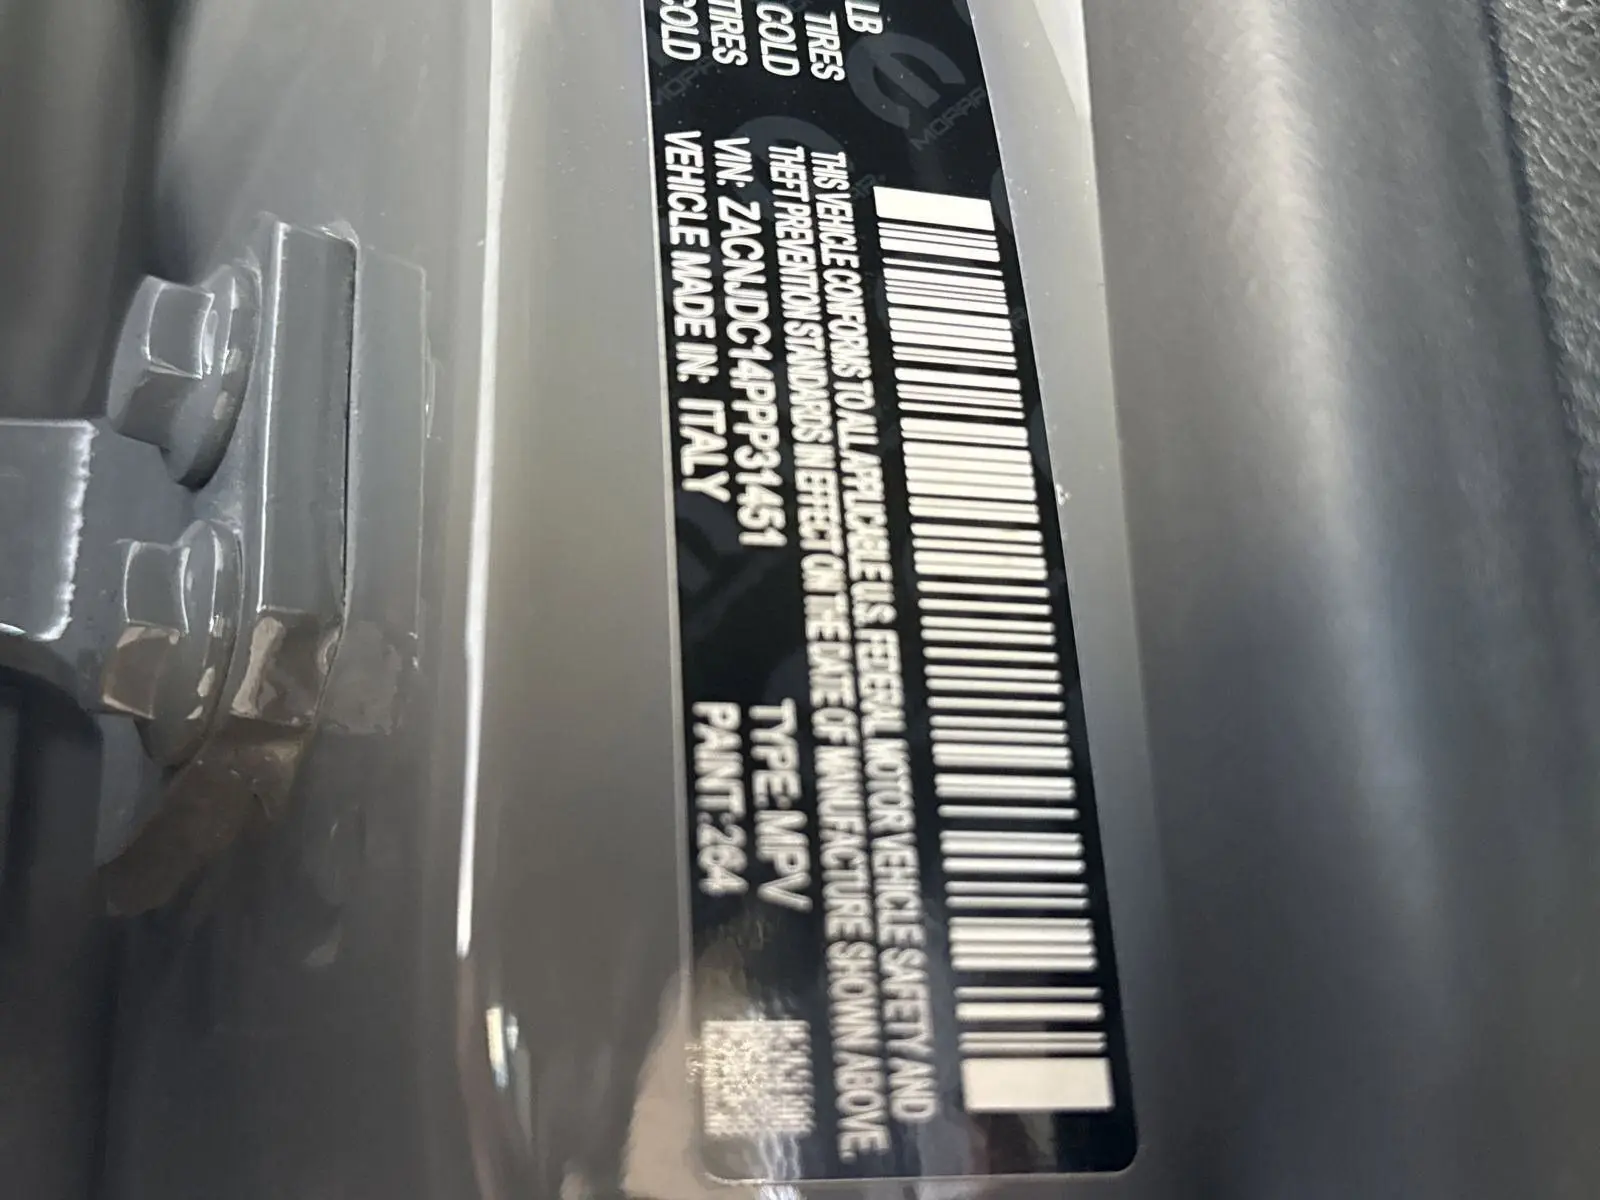 LB
TIRES
COLD
TIRES
COLD
MOPAR
THIS VEHICLE CONFORMS TO ALL APPLICABLE U.S. FEDERAL MOTOR VEHICLE SAFETY AND
THEFT PREVENTION STANDARDS IN EFFECT ON THE DATE OF MANUFACTURE SHOWN ABOVE.
VIN: ZACNJDC14PPP31451 TYPE: MPV
VEHICLE MADE IN: ITALY PAINT: 264